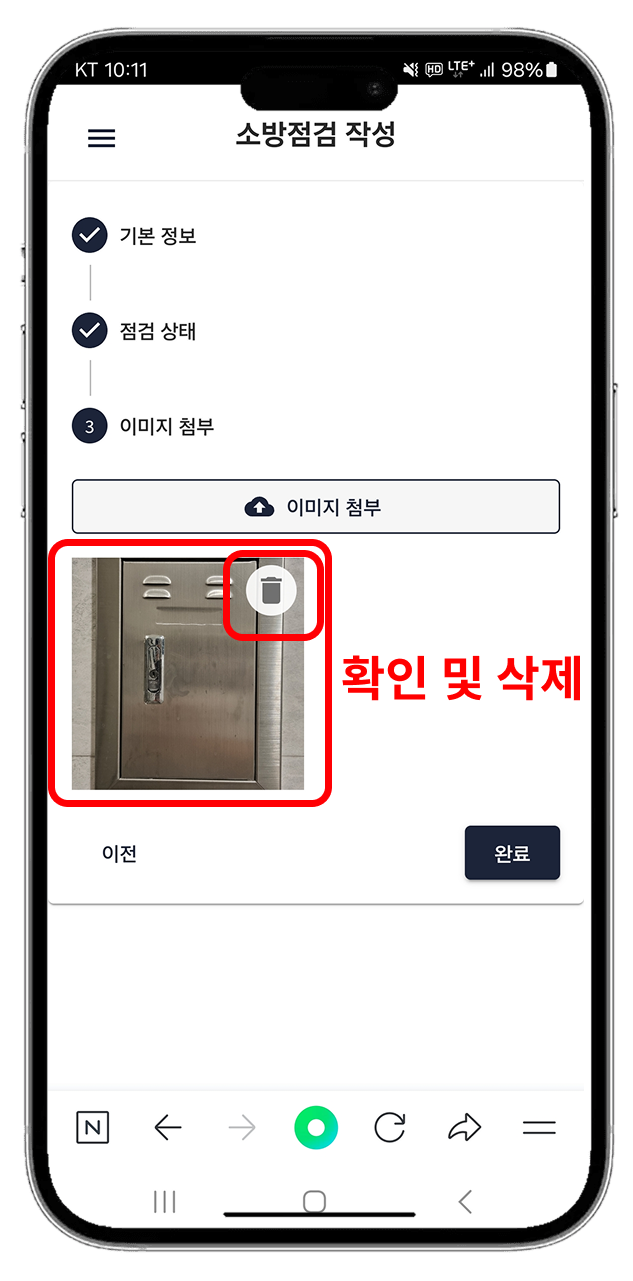 KT 10:11
HD LTE+ 98%
소방점검 작성
기본 정보
점검 상태
3 이미지 첨부
이미지 첨부
확인 및 삭제
이전
완료
N